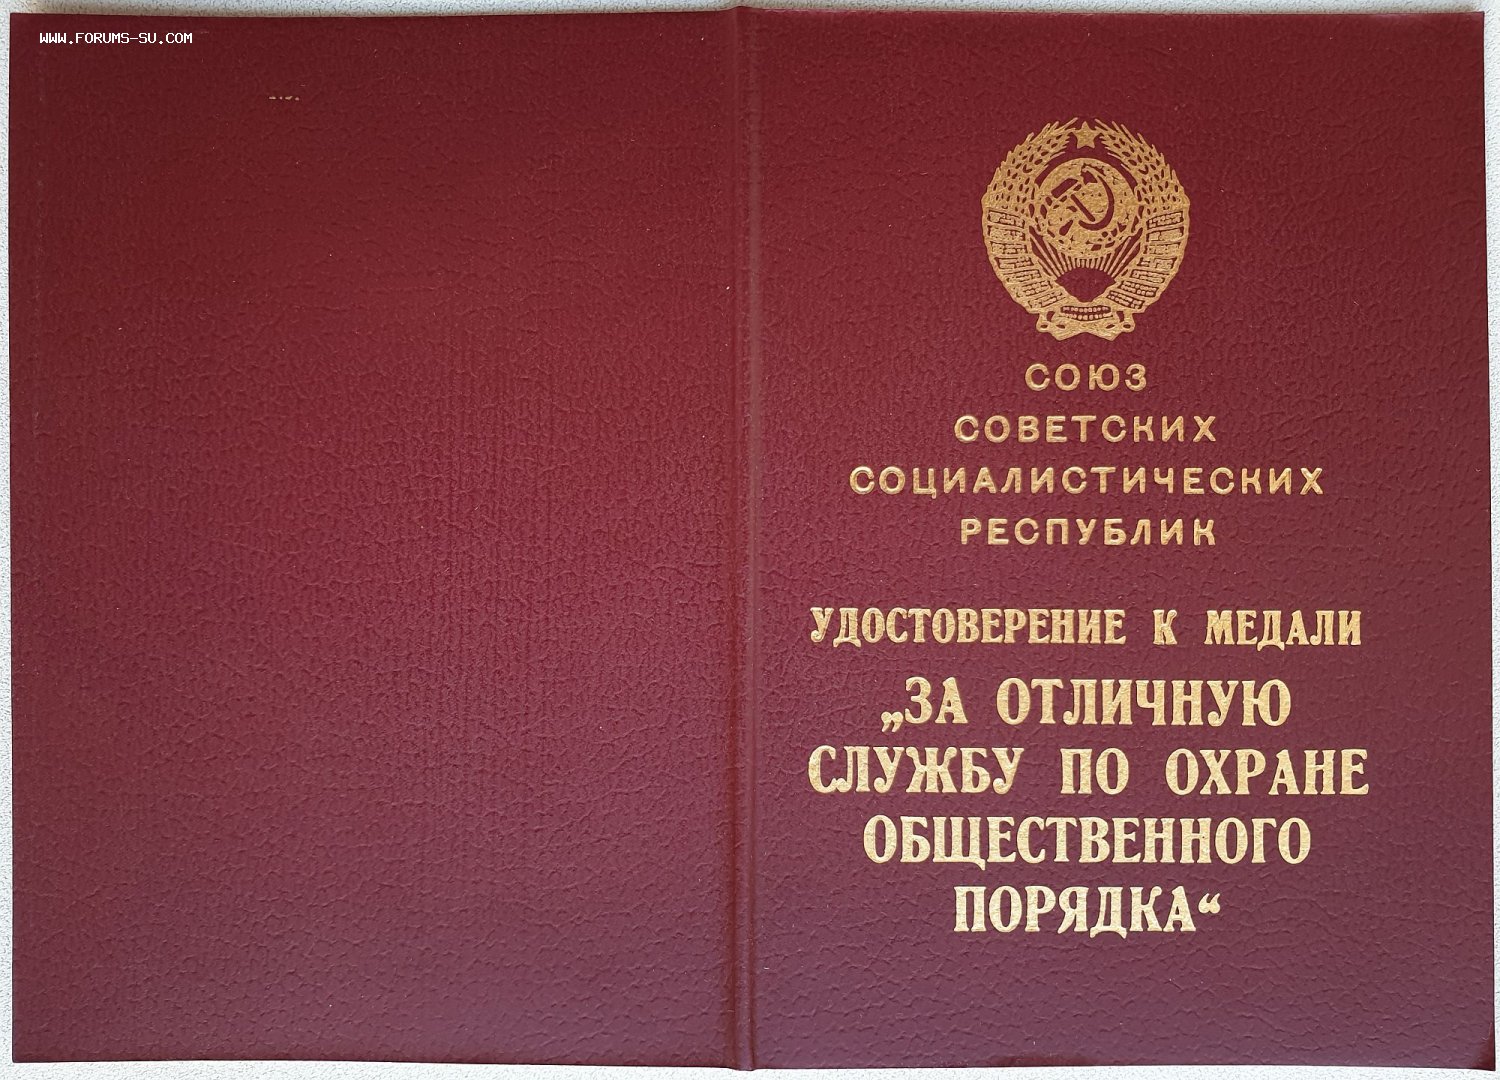 WWW.FORUMS-SU.COM
СОЮЗ
СОВЕТСКИХ
СОЦИАЛИСТИЧЕСКИХ
РЕСПУБЛИК
УДОСТОВЕРЕНИЕ К МЕДАЛИ
„ЗА ОТЛИЧНУЮ
СЛУЖБУ ПО ОХРАНЕ
ОБЩЕСТВЕННОГО
ПОРЯДКА“